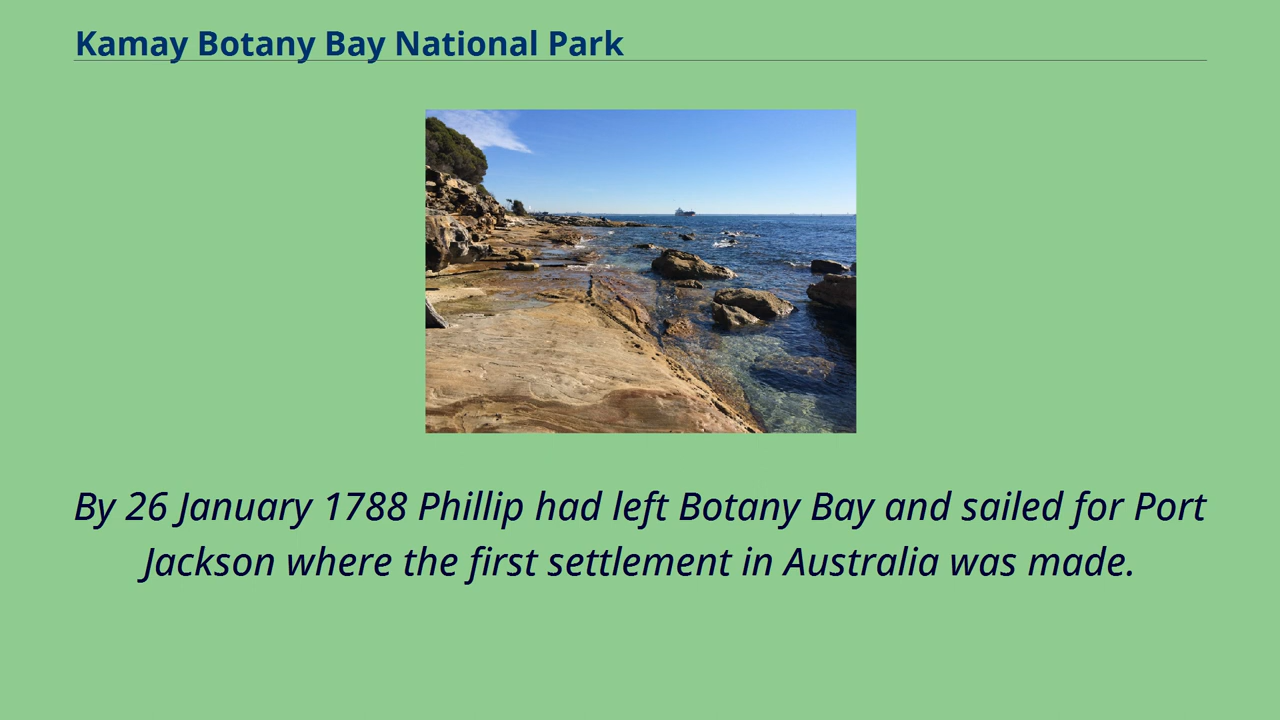 Kamay Botany Bay National Park
By 26 January 1788 Phillip had left Botany Bay and sailed for Port
Jackson where the first settlement in Australia was made.